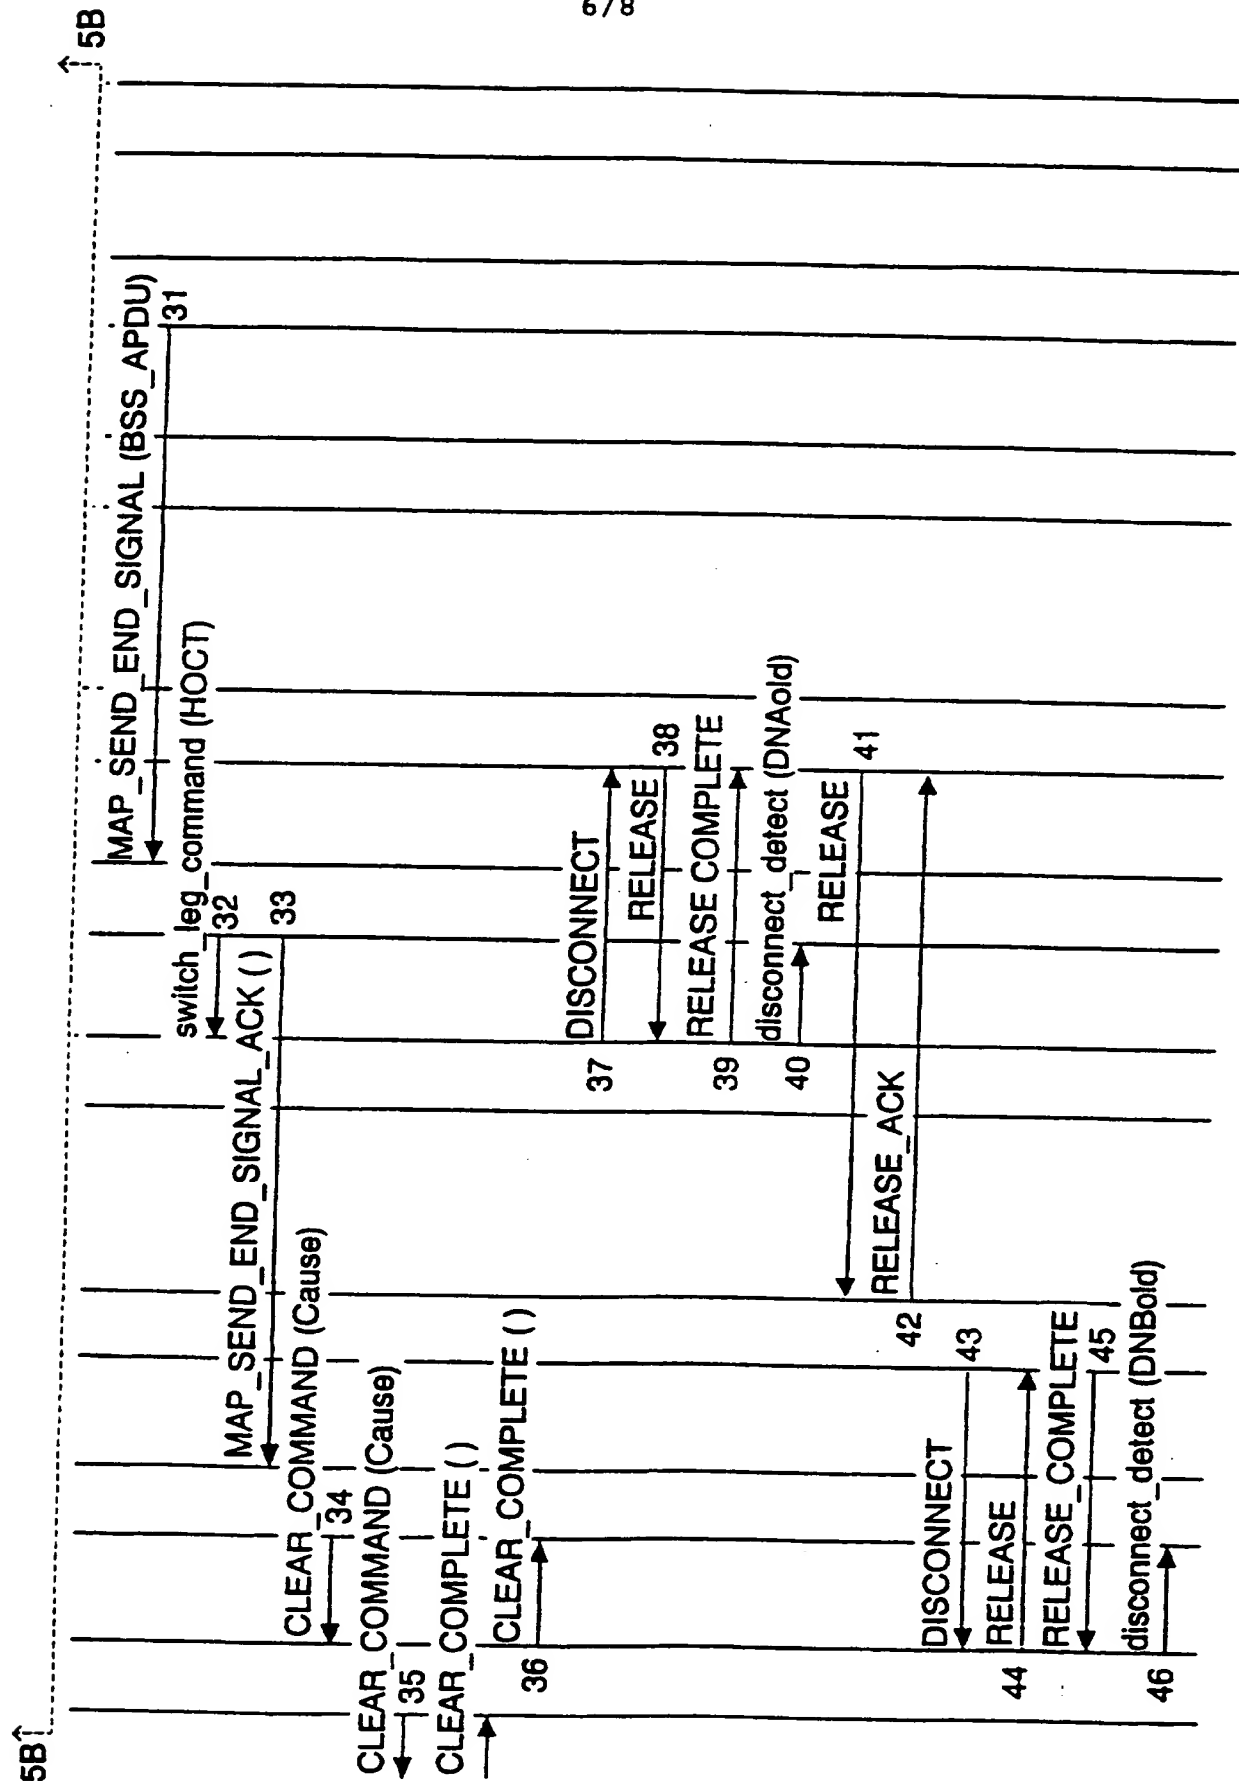 6/8
5B
5B
MAP_SEND_END_SIGNAL (BSS_APDU)
31
switch_leg_command (HOCT)
32
MAP_SEND_END_SIGNAL_ACK ( )
33
CLEAR_COMMAND (Cause)
34
CLEAR_COMMAND (Cause)
35
CLEAR_COMPLETE ( )
CLEAR_COMPLETE ( )
36
DISCONNECT
37
RELEASE
38
RELEASE COMPLETE
39
disconnect_detect (DNAold)
40
RELEASE
41
RELEASE_ACK
42
DISCONNECT
43
RELEASE
44
RELEASE_COMPLETE
45
disconnect_detect (DNBold)
46